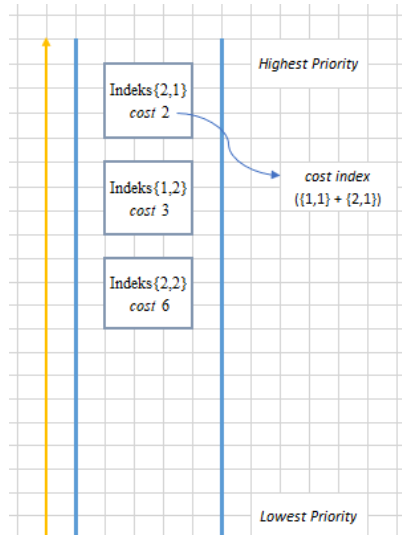 Highest Priority
Indeks{2,1}
cost 2
cost index
({1,1} + {2,1})
Indeks{1,2}
cost 3
Indeks{2,2}
cost 6
Lowest Priority